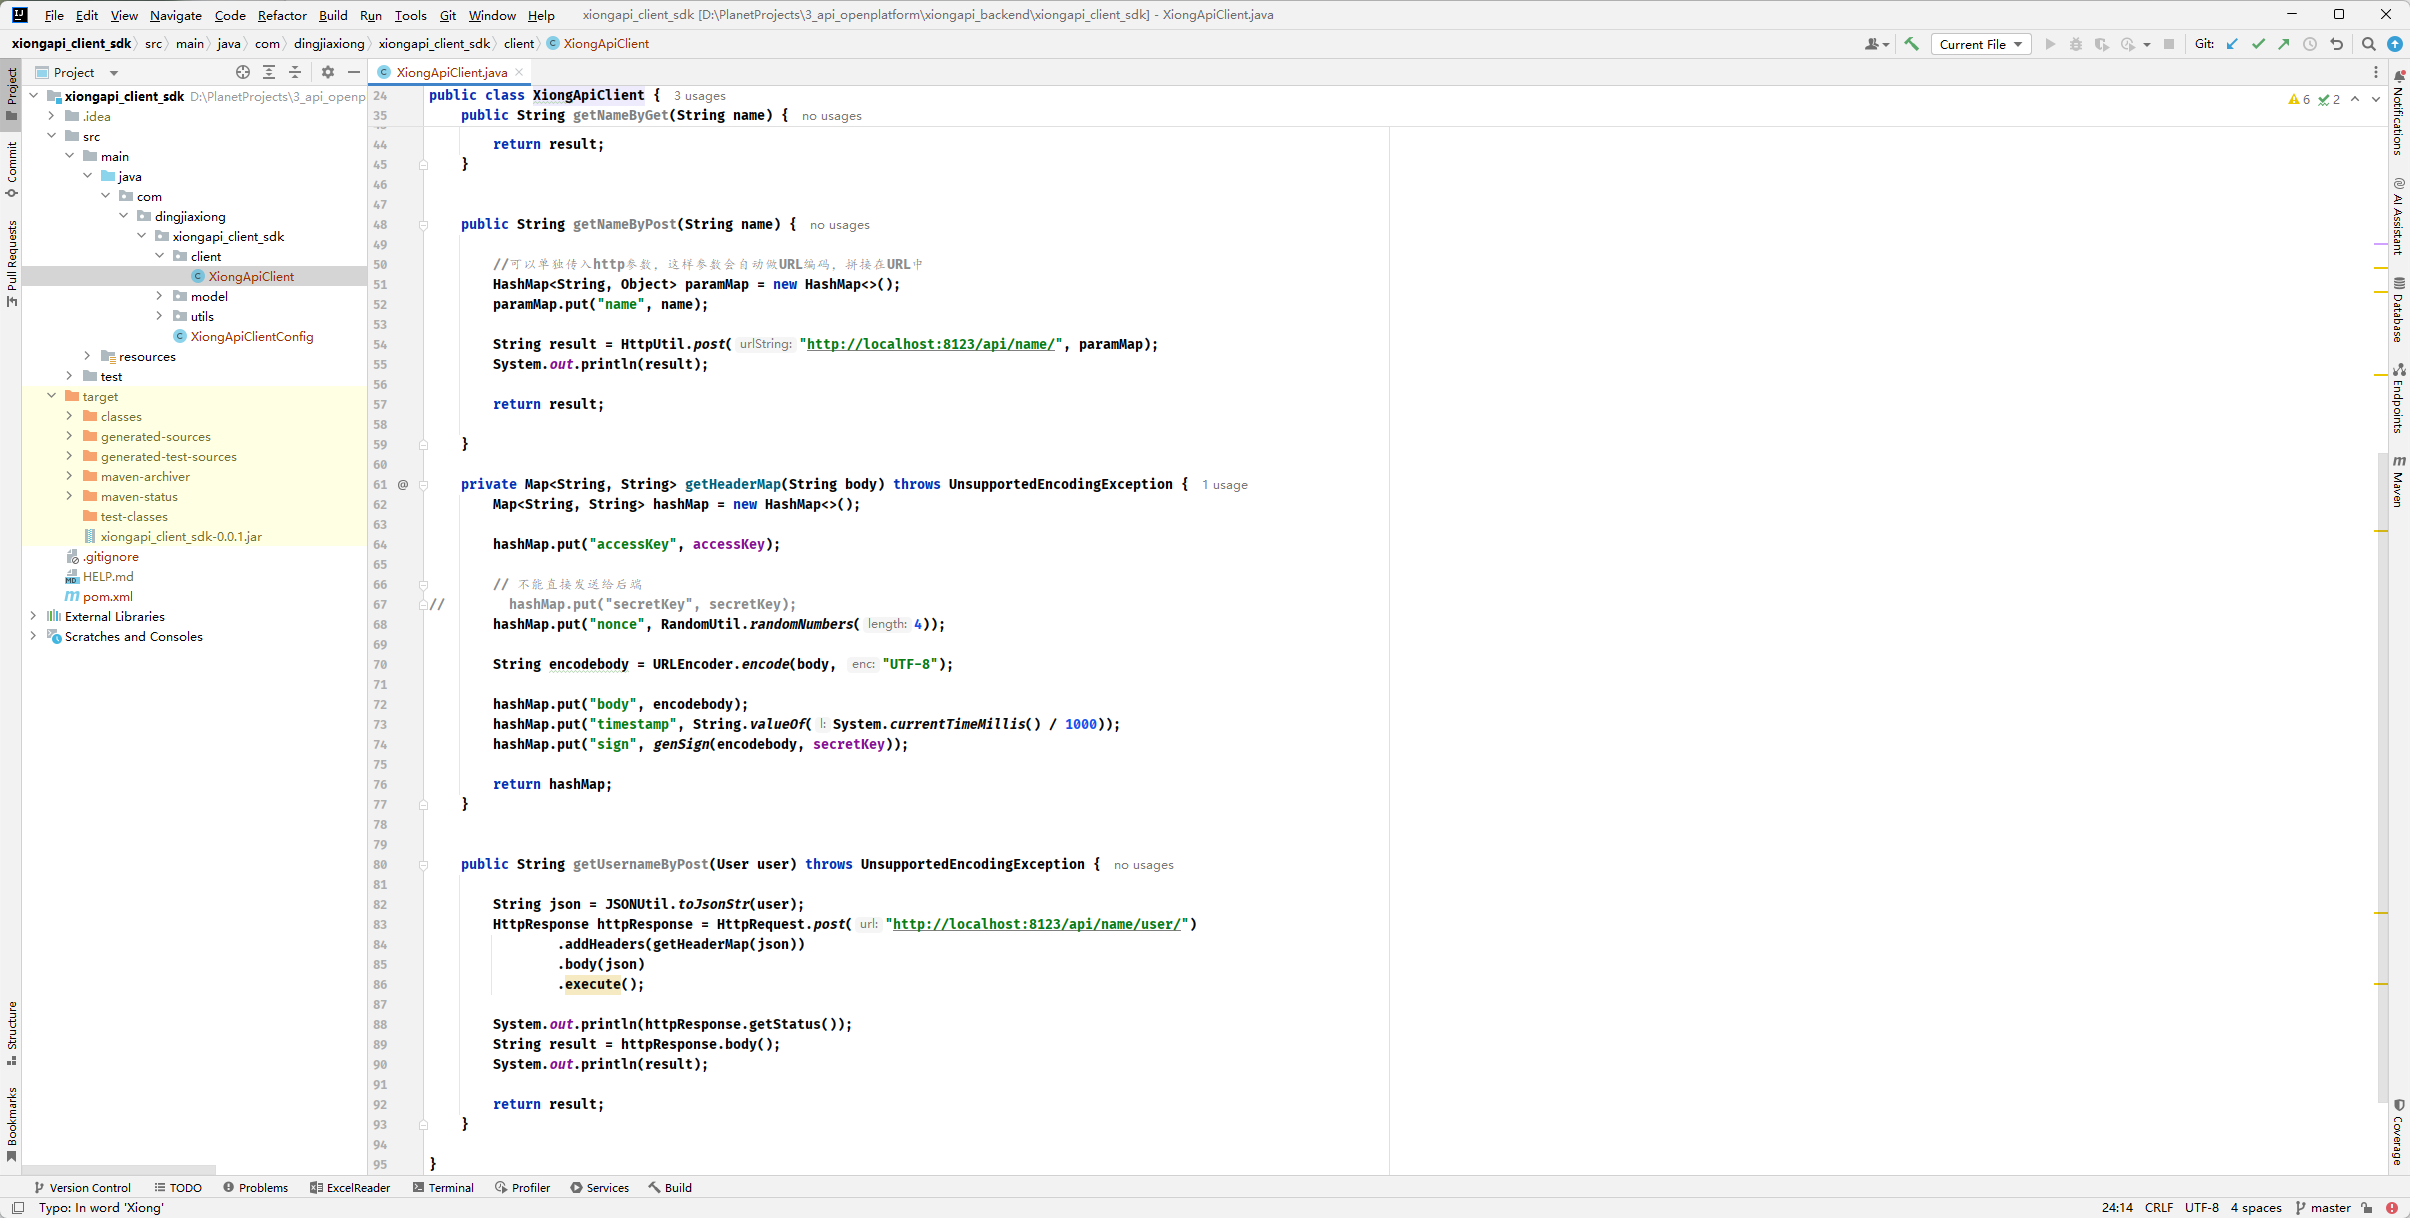 File Edit View Navigate Code Refactor Build Run Tools Git Window Help xiongapi_client_sdk [D:\PlanetProjects\3_api_openplatform\xiongapi_backend\xiongapi_client_sdk] - XiongApiClient.java
xiongapi_client_sdk src main java com dingjiaxiong xiongapi_client_sdk client XiongApiClient Current File Git:
Project
XiongApiClient.java
Project
Commit
Pull Requests
Structure
Bookmarks
xiongapi_client_sdk D:\PlanetProjects\3_api_openp
.idea
src
main
java
com
dingjiaxiong
xiongapi_client_sdk
client
XiongApiClient
model
utils
XiongApiClientConfig
resources
test
target
classes
generated-sources
generated-test-sources
maven-archiver
maven-status
test-classes
xiongapi_client_sdk-0.0.1.jar
.gitignore
HELP.md
pom.xml
External Libraries
Scratches and Consoles
24 public class XiongApiClient { 3 usages
35 public String getNameByGet(String name) { no usages
44 return result;
45 }
46
47
48 public String getNameByPost(String name) { no usages
49
50 //可以单独传入http参数，这样参数会自动做URL编码，拼接在URL中
51 HashMap<String, Object> paramMap = new HashMap<>();
52 paramMap.put("name", name);
53
54 String result = HttpUtil.post( urlString: "http://localhost:8123/api/name/", paramMap);
55 System.out.println(result);
56
57 return result;
58
59 }
60
61 @ private Map<String, String> getHeaderMap(String body) throws UnsupportedEncodingException { 1 usage
62 Map<String, String> hashMap = new HashMap<>();
63
64 hashMap.put("accessKey", accessKey);
65
66 // 不能直接发送给后端
67 // hashMap.put("secretKey", secretKey);
68 hashMap.put("nonce", RandomUtil.randomNumbers( length: 4));
69
70 String encodebody = URLEncoder.encode(body, enc: "UTF-8");
71
72 hashMap.put("body", encodebody);
73 hashMap.put("timestamp", String.valueOf( l: System.currentTimeMillis() / 1000));
74 hashMap.put("sign", genSign(encodebody, secretKey));
75
76 return hashMap;
77 }
78
79
80 public String getUsernameByPost(User user) throws UnsupportedEncodingException { no usages
81
82 String json = JSONUtil.toJsonStr(user);
83 HttpResponse httpResponse = HttpRequest.post( url: "http://localhost:8123/api/name/user/")
84 .addHeaders(getHeaderMap(json))
85 .body(json)
86 .execute();
87
88 System.out.println(httpResponse.getStatus());
89 String result = httpResponse.body();
90 System.out.println(result);
91
92 return result;
93 }
94
95 }
6 2
Notifications
AI Assistant
Database
Endpoints
m Maven
Coverage
Version Control TODO Problems ExcelReader Terminal Profiler Services Build
Typo: In word 'Xiong' 24:14 CRLF UTF-8 4 spaces master